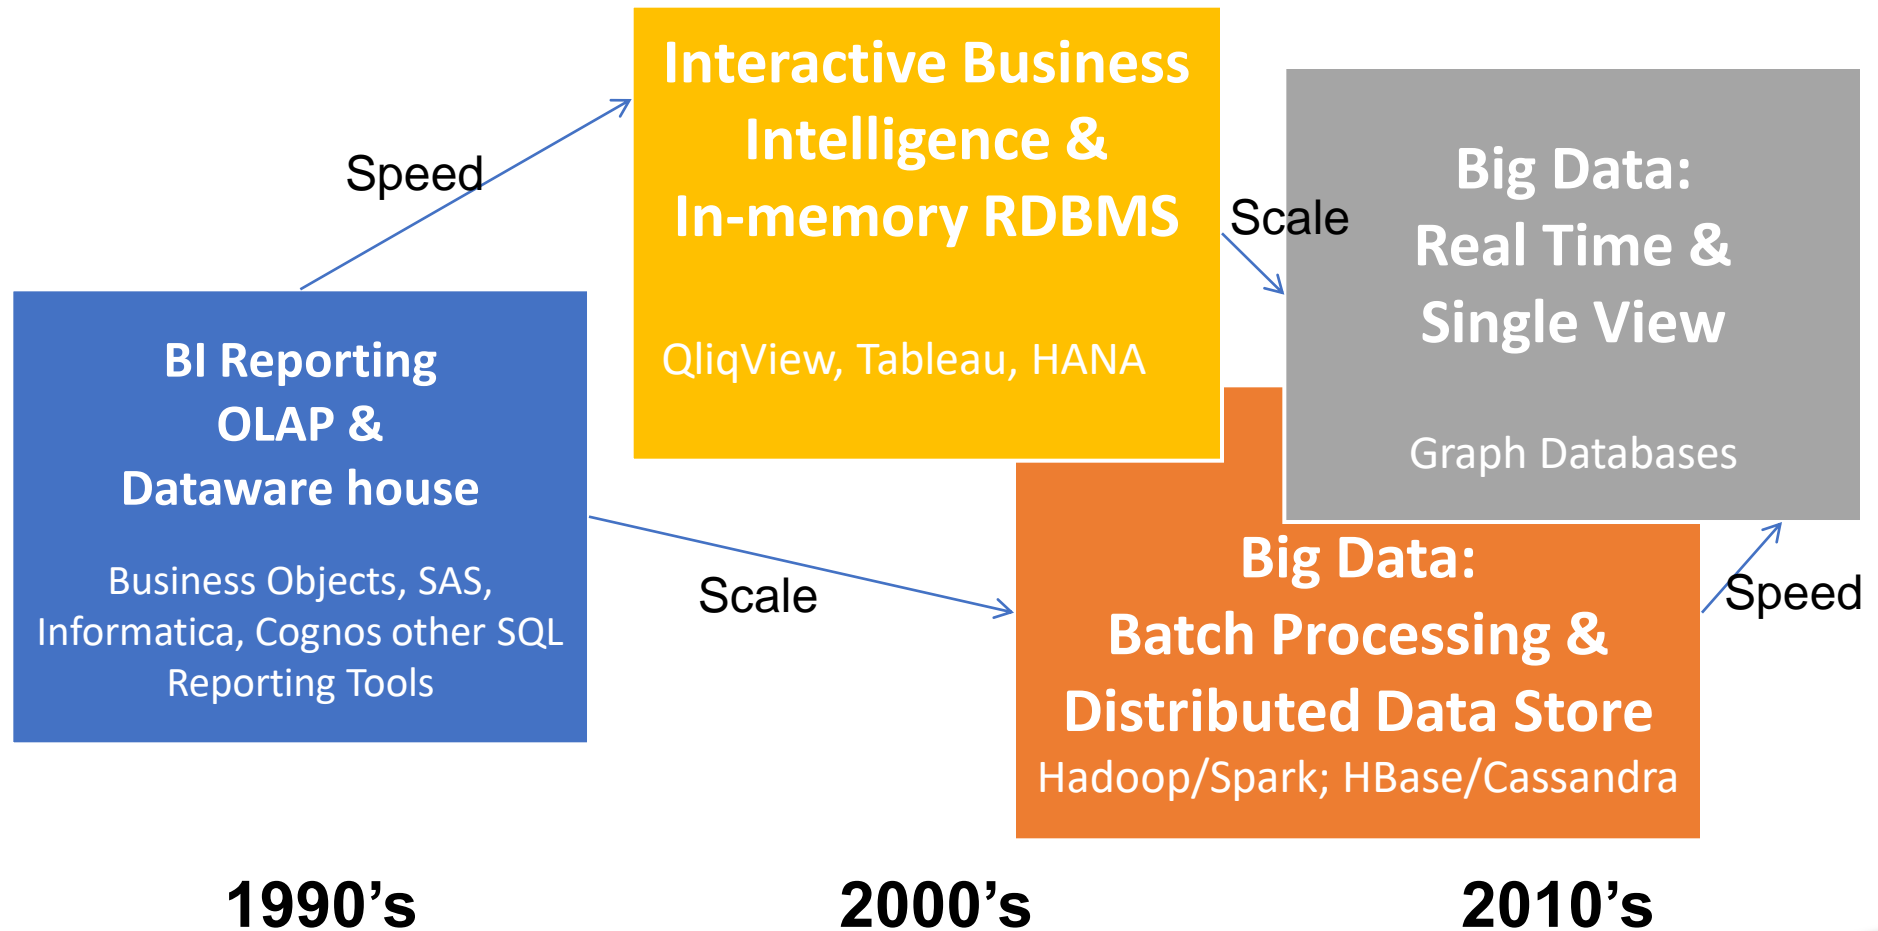 Interactive Business
Intelligence &
In-memory RDBMS
QliqView, Tableau, HANA
Speed
Scale
Big Data:
Real Time &
Single View
Graph Databases
BI Reporting
OLAP &
Dataware house
Business Objects, SAS,
Informatica, Cognos other SQL
Reporting Tools
Scale
Big Data:
Batch Processing &
Distributed Data Store
Hadoop/Spark; HBase/Cassandra
Speed
1990’s
2000’s
2010’s